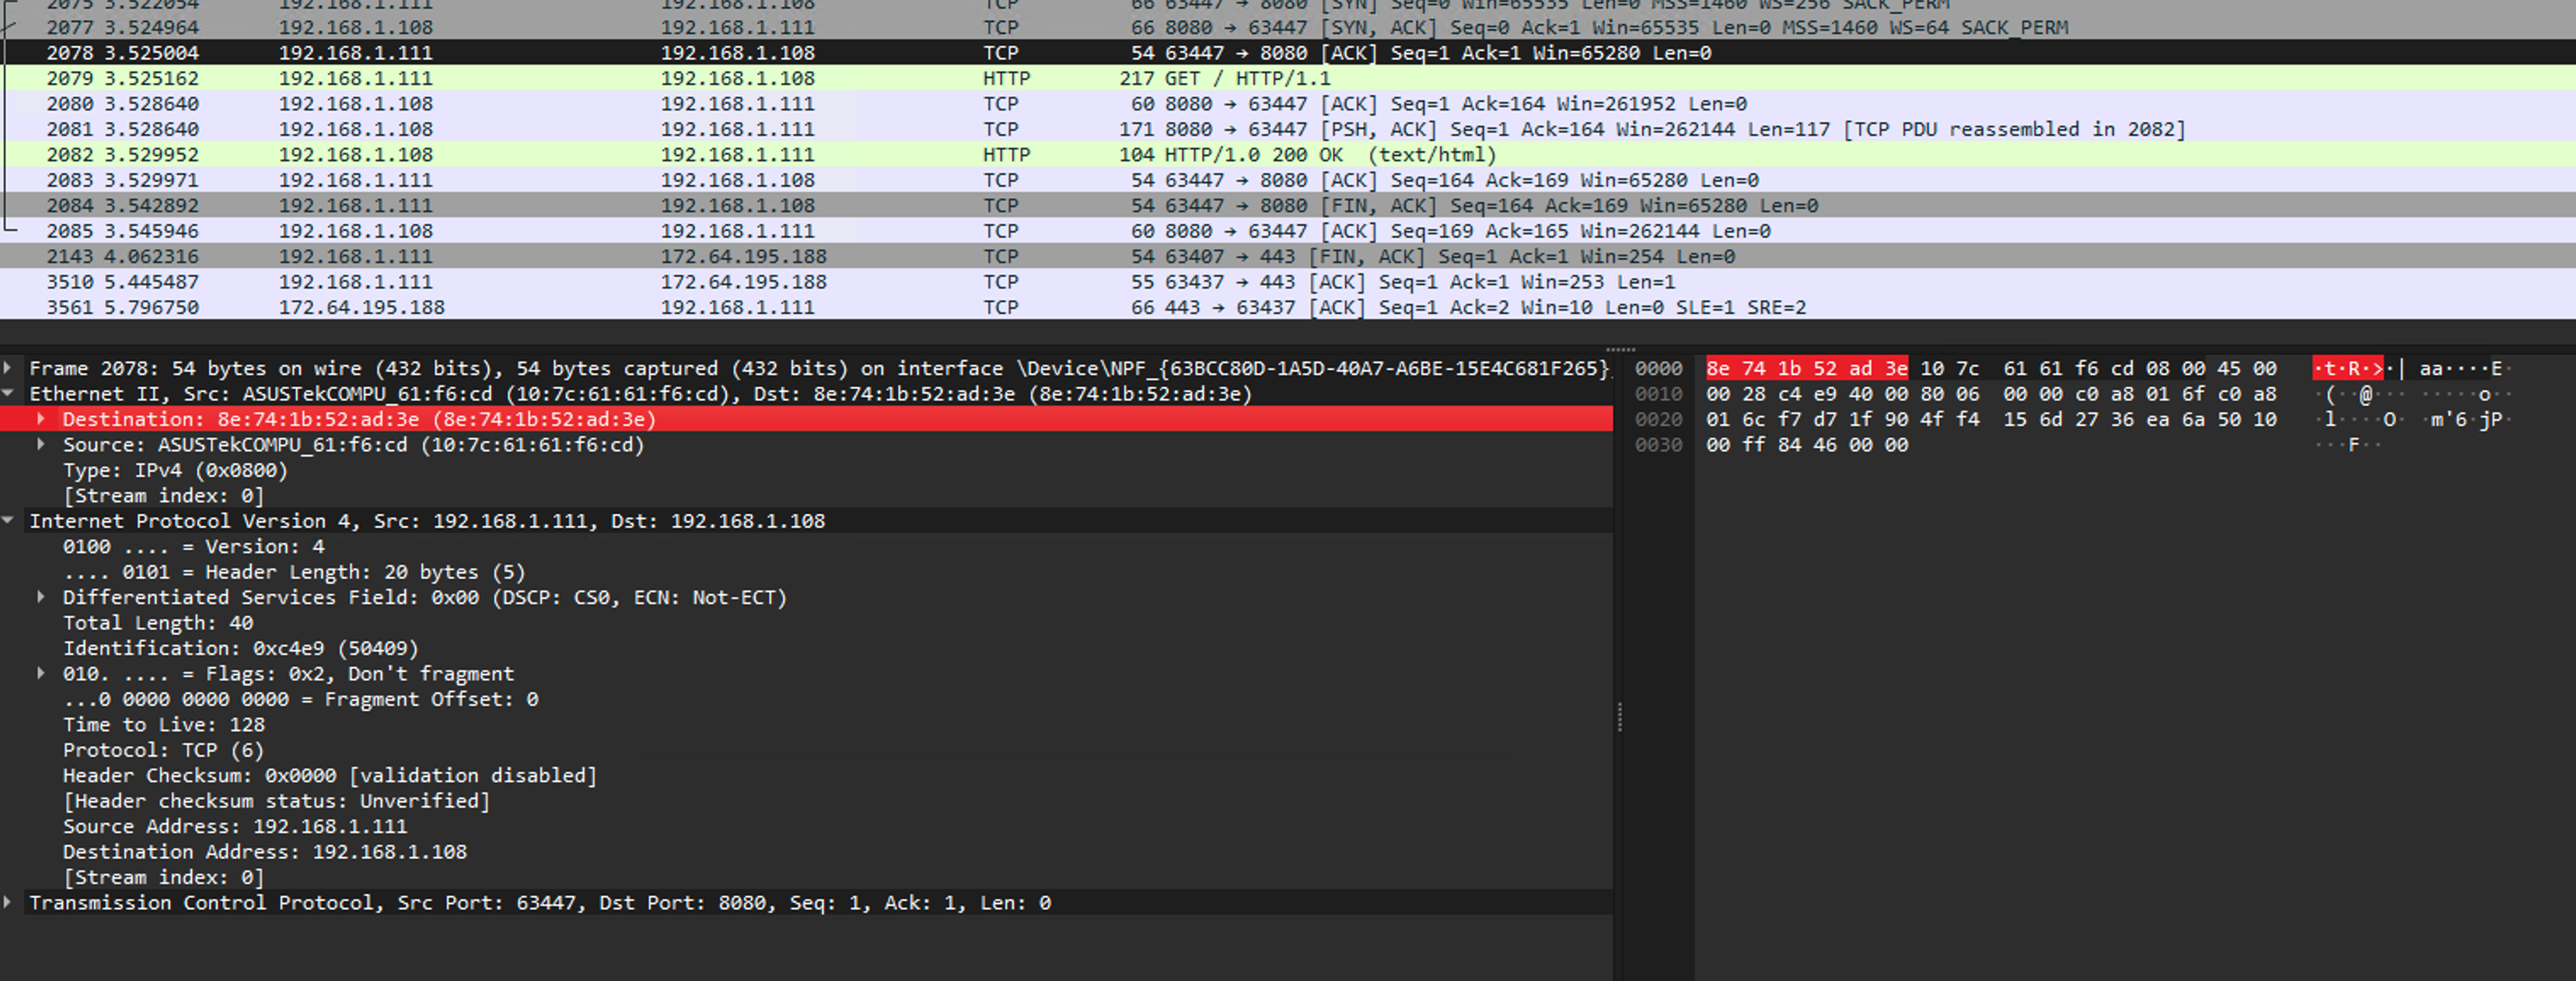 2075 3.522054 192.168.1.111 192.168.1.108 TCP 66 63447 → 8080 [SYN] Seq=0 Win=65535 Len=0 MSS=1460 WS=256 SACK_PERM
2077 3.524964 192.168.1.108 192.168.1.111 TCP 66 8080 → 63447 [SYN, ACK] Seq=0 Ack=1 Win=65535 Len=0 MSS=1460 WS=64 SACK_PERM
2078 3.525004 192.168.1.111 192.168.1.108 TCP 54 63447 → 8080 [ACK] Seq=1 Ack=1 Win=65280 Len=0
2079 3.525162 192.168.1.111 192.168.1.108 HTTP 217 GET / HTTP/1.1
2080 3.528640 192.168.1.108 192.168.1.111 TCP 60 8080 → 63447 [ACK] Seq=1 Ack=164 Win=261952 Len=0
2081 3.528640 192.168.1.108 192.168.1.111 TCP 171 8080 → 63447 [PSH, ACK] Seq=1 Ack=164 Win=262144 Len=117 [TCP PDU reassembled in 2082]
2082 3.529952 192.168.1.108 192.168.1.111 HTTP 104 HTTP/1.0 200 OK (text/html)
2083 3.529971 192.168.1.111 192.168.1.108 TCP 54 63447 → 8080 [ACK] Seq=164 Ack=169 Win=65280 Len=0
2084 3.542892 192.168.1.111 192.168.1.108 TCP 54 63447 → 8080 [FIN, ACK] Seq=164 Ack=169 Win=65280 Len=0
2085 3.545946 192.168.1.108 192.168.1.111 TCP 60 8080 → 63447 [ACK] Seq=169 Ack=165 Win=262144 Len=0
2143 4.062316 192.168.1.111 172.64.195.188 TCP 54 63407 → 443 [FIN, ACK] Seq=1 Ack=1 Win=254 Len=0
3510 5.445487 192.168.1.111 172.64.195.188 TCP 55 63437 → 443 [ACK] Seq=1 Ack=1 Win=253 Len=1
3561 5.796750 172.64.195.188 192.168.1.111 TCP 66 443 → 63437 [ACK] Seq=1 Ack=2 Win=10 Len=0 SLE=1 SRE=2
Frame 2078: 54 bytes on wire (432 bits), 54 bytes captured (432 bits) on interface \Device\NPF_{63BCC80D-1A5D-40A7-A6BE-15E4C681F265}
Ethernet II, Src: ASUSTekCOMPU_61:f6:cd (10:7c:61:61:f6:cd), Dst: 8e:74:1b:52:ad:3e (8e:74:1b:52:ad:3e)
Destination: 8e:74:1b:52:ad:3e (8e:74:1b:52:ad:3e)
Source: ASUSTekCOMPU_61:f6:cd (10:7c:61:61:f6:cd)
Type: IPv4 (0x0800)
[Stream index: 0]
Internet Protocol Version 4, Src: 192.168.1.111, Dst: 192.168.1.108
0100 .... = Version: 4
.... 0101 = Header Length: 20 bytes (5)
Differentiated Services Field: 0x00 (DSCP: CS0, ECN: Not-ECT)
Total Length: 40
Identification: 0xc4e9 (50409)
010. .... = Flags: 0x2, Don't fragment
...0 0000 0000 0000 = Fragment Offset: 0
Time to Live: 128
Protocol: TCP (6)
Header Checksum: 0x0000 [validation disabled]
[Header checksum status: Unverified]
Source Address: 192.168.1.111
Destination Address: 192.168.1.108
[Stream index: 0]
Transmission Control Protocol, Src Port: 63447, Dst Port: 8080, Seq: 1, Ack: 1, Len: 0
0000 8e 74 1b 52 ad 3e 10 7c 61 61 f6 cd 08 00 45 00 ·t·R·>·| aa····E·
0010 00 28 c4 e9 40 00 80 06 00 00 c0 a8 01 6f c0 a8 ·(··@··· ·····o··
0020 01 6c f7 d7 1f 90 4f f4 15 6d 27 36 ea 6a 50 10 ·l····O· ·m'6·jP·
0030 00 ff 84 46 00 00 ···F··